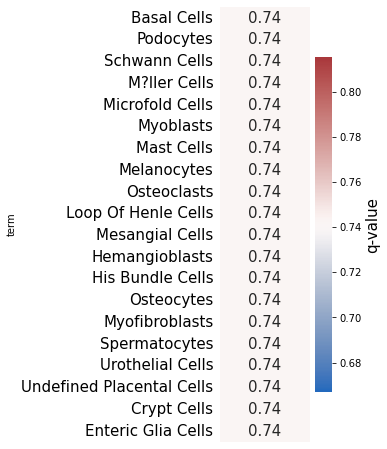 Basal Cells 0.74
Podocytes 0.74
Schwann Cells 0.74
M?ller Cells 0.74
Microfold Cells 0.74
Myoblasts 0.74
Mast Cells 0.74
Melanocytes 0.74
Osteoclasts 0.74
Loop Of Henle Cells 0.74
Mesangial Cells 0.74
Hemangioblasts 0.74
His Bundle Cells 0.74
Osteocytes 0.74
Myofibroblasts 0.74
Spermatocytes 0.74
Urothelial Cells 0.74
Undefined Placental Cells 0.74
Crypt Cells 0.74
Enteric Glia Cells 0.74
term
0.80
0.78
0.76
0.74
0.72
0.70
0.68
q-value